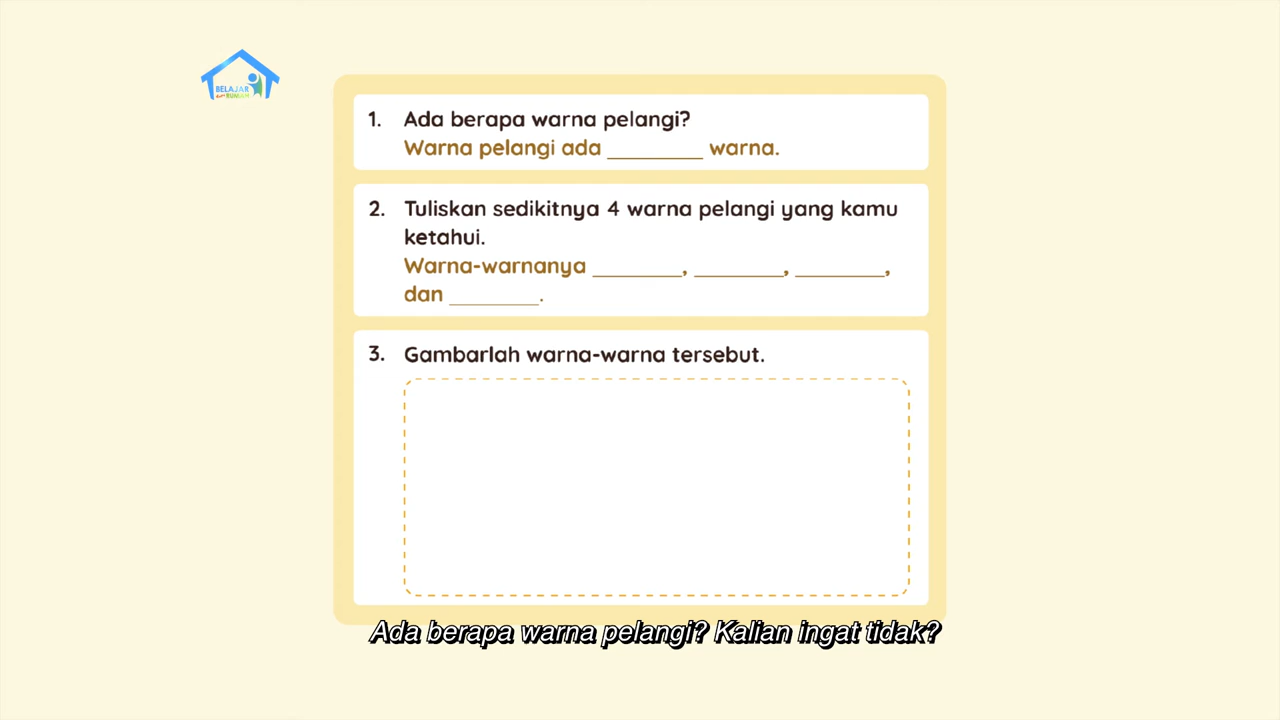 BELAJAR
dari RUMAH
1. Ada berapa warna pelangi?
Warna pelangi ada ________ warna.
2. Tuliskan sedikitnya 4 warna pelangi yang kamu
ketahui.
Warna-warnanya ________, ________, ________,
dan ________.
3. Gambarlah warna-warna tersebut.
Ada berapa warna pelangi? Kalian ingat tidak?